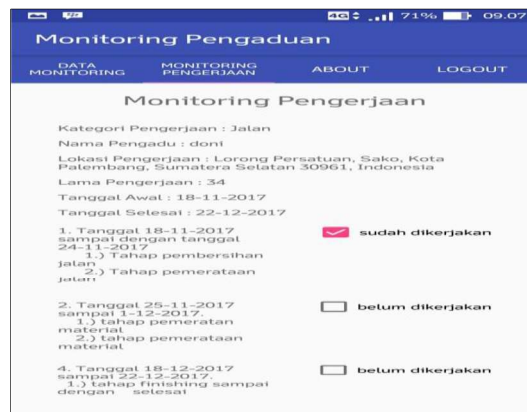 4G 71% 09.07
Monitoring Pengaduan
DATA MONITORING
MONITORING PENGERJAAN
ABOUT
LOGOUT
Monitoring Pengerjaan
Kategori Pengerjaan : Jalan
Nama Pengadu : doni
Lokasi Pengerjaan : Lorong Persatuan, Sako, Kota
Palembang, Sumatera Selatan 30961, Indonesia
Lama Pengerjaan : 34
Tanggal Awal : 18-11-2017
Tanggal Selesai : 22-12-2017
1. Tanggal 18-11-2017
sampai dengan tanggal
24-11-2017
1.) Tahap pembersihan
jalan
2.) Tahap pemerataan
jalan
sudah dikerjakan
2. Tanggal 25-11-2017
sampai 1-12-2017.
1.) tahap pemeratan
material
2.) tahap pemerataan
material
belum dikerjakan
4. Tanggal 18-12-2017
sampai 22-12-2017.
1.) tahap finishing sampai
dengan selesai
belum dikerjakan